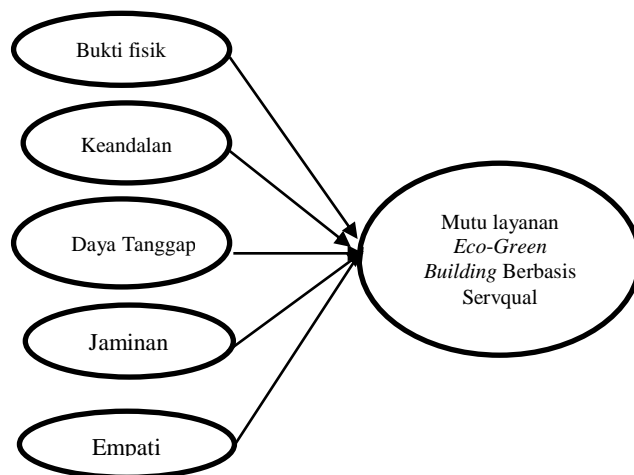 Bukti fisik
Keandalan
Daya Tanggap
Jaminan
Empati
Mutu layanan
Eco-Green
Building Berbasis
Servqual